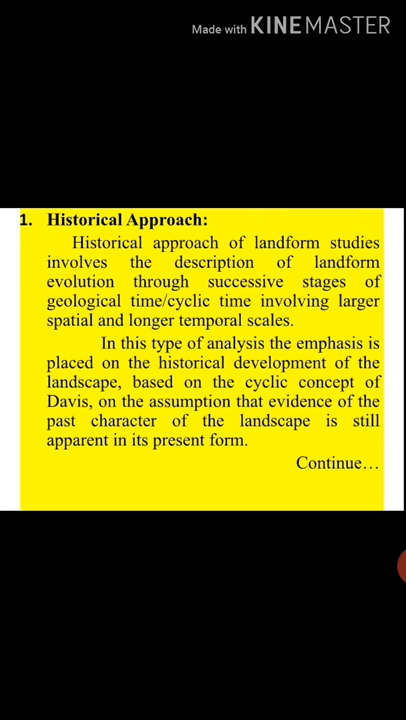 Made with KINEMASTER
1. Historical Approach:
Historical approach of landform studies
involves the description of landform
evolution through successive stages of
geological time/cyclic time involving larger
spatial and longer temporal scales.
In this type of analysis the emphasis is
placed on the historical development of the
landscape, based on the cyclic concept of
Davis, on the assumption that evidence of the
past character of the landscape is still
apparent in its present form.
Continue…